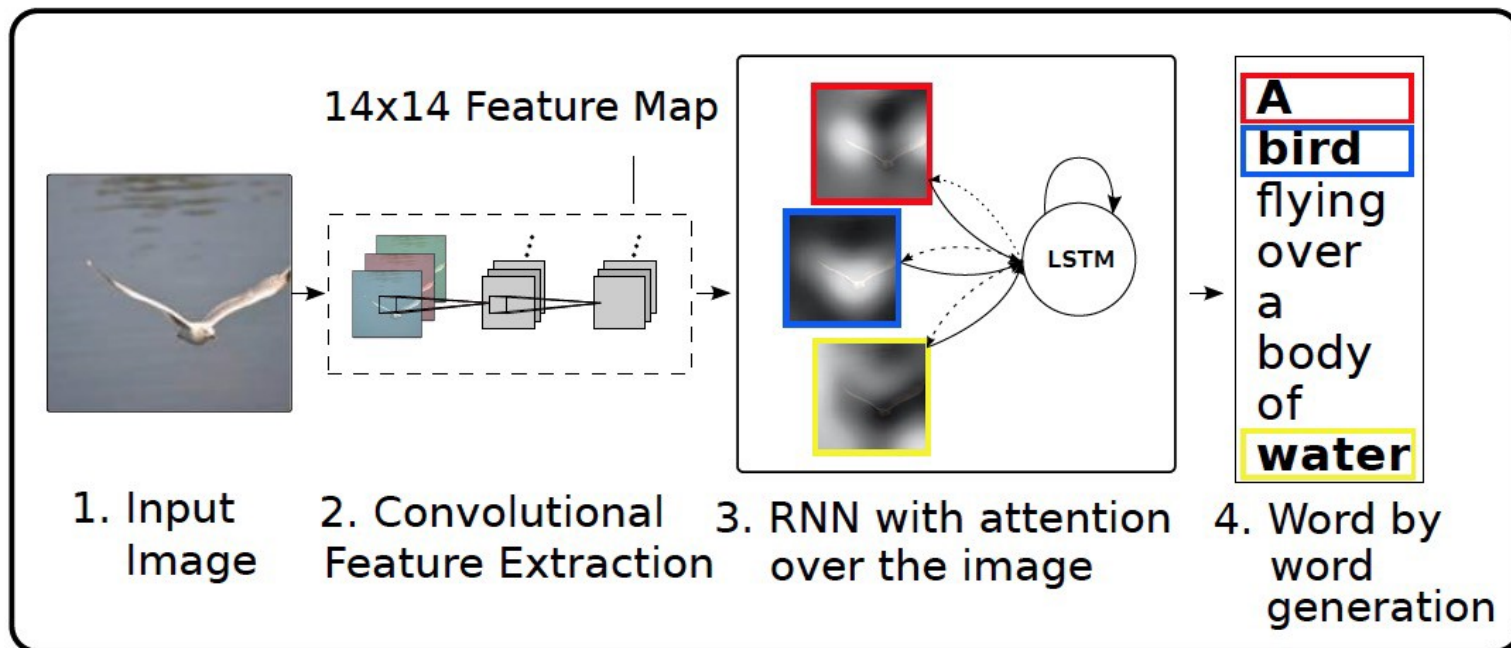 14x14 Feature Map
LSTM
A
bird
flying
over
a
body
of
water
1. Input
Image
2. Convolutional
Feature Extraction
3. RNN with attention
over the image
4. Word by
word
generation